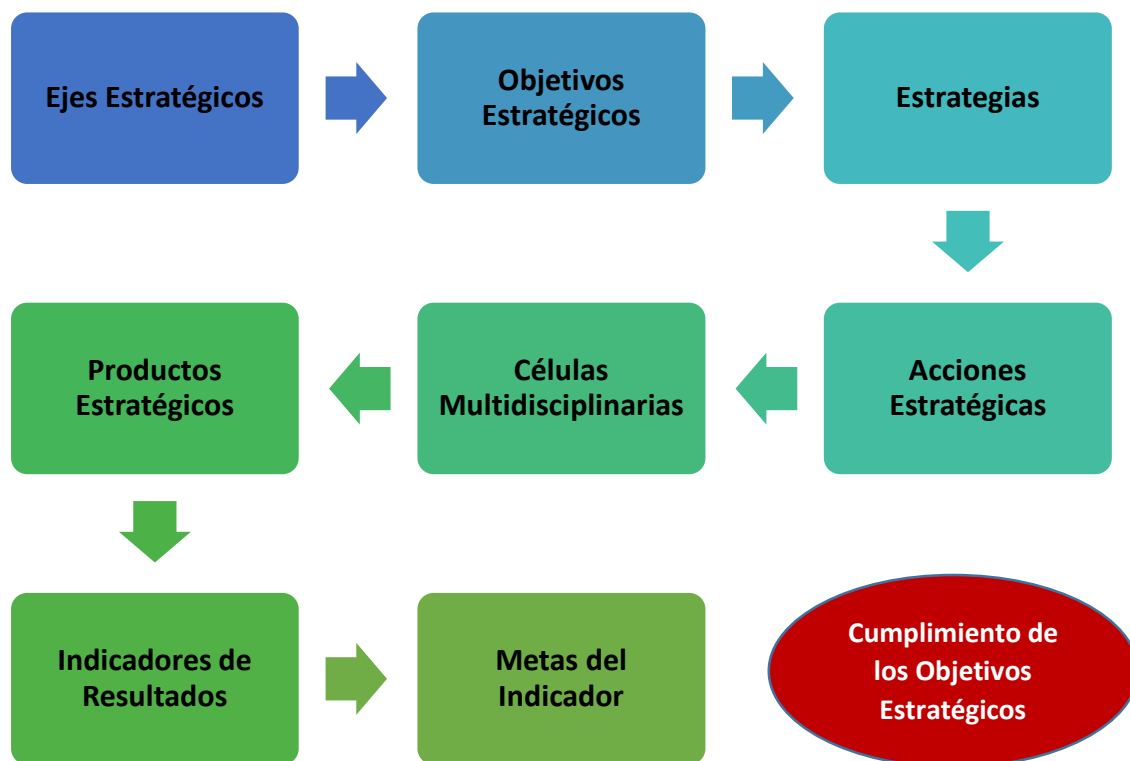 Ejes Estratégicos
Objetivos
Estratégicos
Estrategias
Acciones
Estratégicas
Células
Multidisciplinarias
Productos
Estratégicos
Indicadores de
Resultados
Metas del
Indicador
Cumplimiento de
los Objetivos
Estratégicos